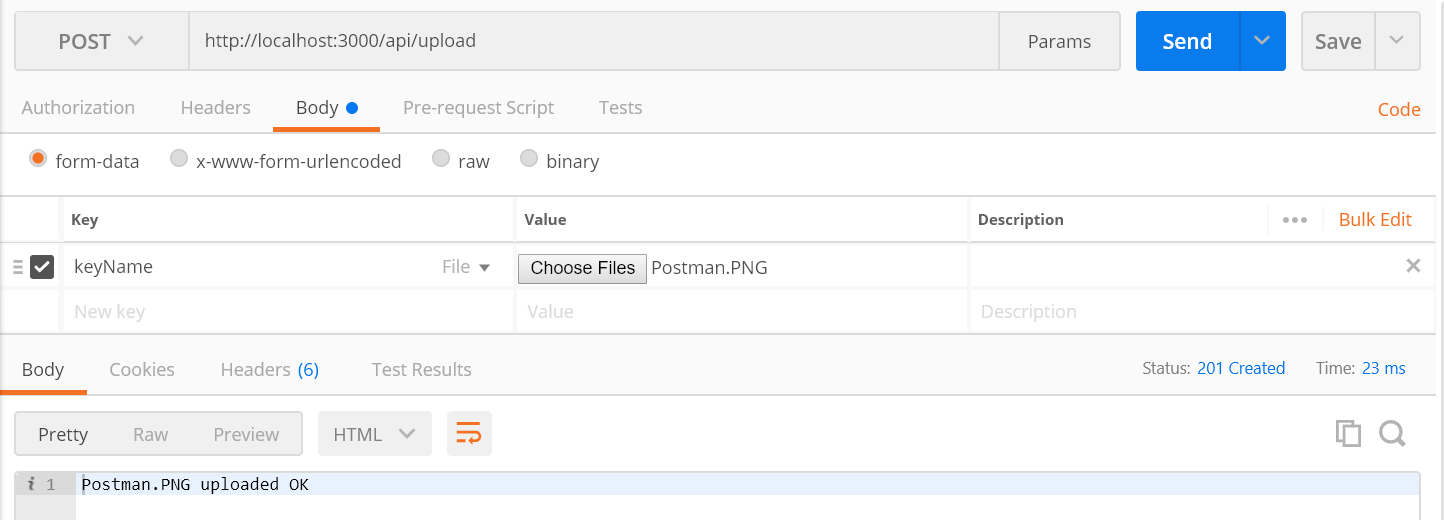 POST http://localhost:3000/api/upload Params Send Save
Authorization Headers Body Pre-request Script Tests Code
form-data x-www-form-urlencoded raw binary
Key Value Description ••• Bulk Edit
keyName File Choose Files Postman.PNG
New key Value Description
Body Cookies Headers (6) Test Results Status: 201 Created Time: 23 ms
Pretty Raw Preview HTML
i 1 Postman.PNG uploaded OK